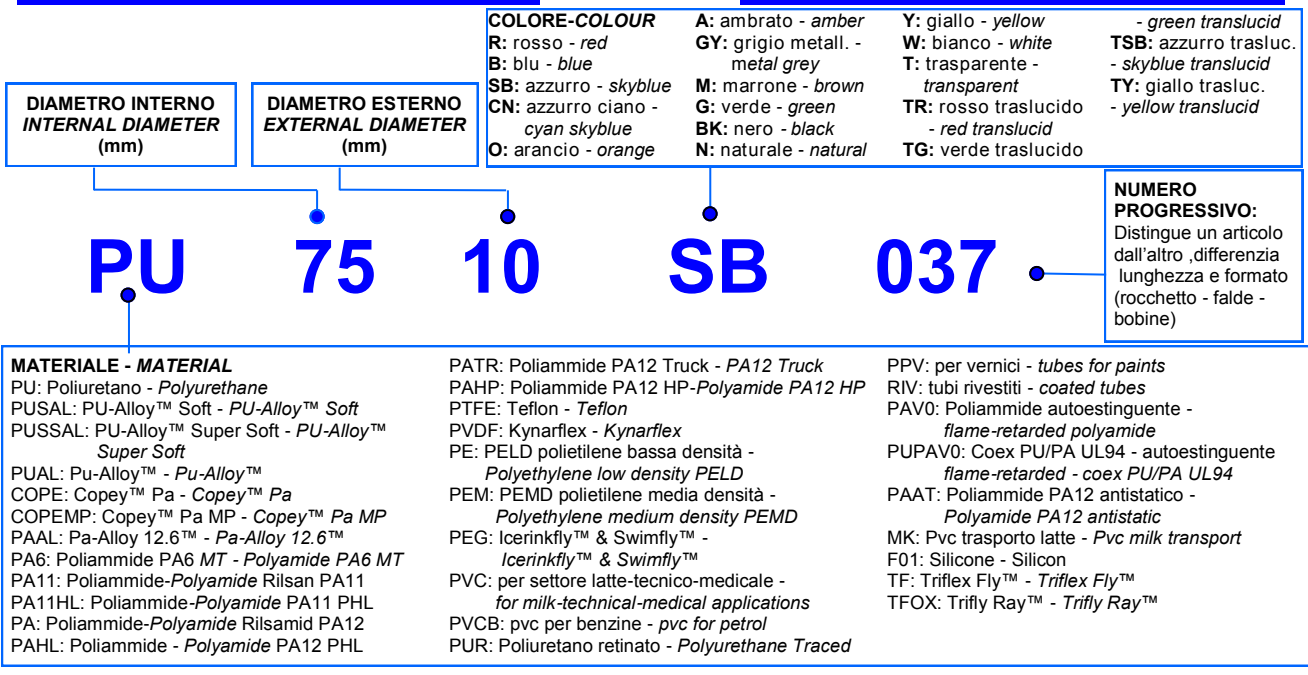 COLORE-COLOUR
R: rosso - red
B: blu - blue
SB: azzurro - skyblue
CN: azzurro ciano -
cyan skyblue
O: arancio - orange
A: ambrato - amber
GY: grigio metall. -
metal grey
M: marrone - brown
G: verde - green
BK: nero - black
N: naturale - natural
Y: giallo - yellow
W: bianco - white
T: trasparente -
transparent
TR: rosso traslucido
- red translucid
TG: verde traslucido
- green translucid
TSB: azzurro trasluc.
- skyblue translucid
TY: giallo trasluc.
- yellow translucid
DIAMETRO INTERNO
INTERNAL DIAMETER
(mm)
DIAMETRO ESTERNO
EXTERNAL DIAMETER
(mm)
PU 75 10 SB 037
NUMERO
PROGRESSIVO:
Distingue un articolo
dall'altro ,differenzia
lunghezza e formato
(rocchetto - falde -
bobine)
MATERIALE - MATERIAL
PU: Poliuretano - Polyurethane
PUSAL: PU-Alloy™ Soft - PU-Alloy™ Soft
PUSSAL: PU-Alloy™ Super Soft - PU-Alloy™
Super Soft
PUAL: Pu-Alloy™ - Pu-Alloy™
COPE: Copey™ Pa - Copey™ Pa
COPEMP: Copey™ Pa MP - Copey™ Pa MP
PAAL: Pa-Alloy 12.6™ - Pa-Alloy 12.6™
PA6: Poliammide PA6 MT - Polyamide PA6 MT
PA11: Poliammide-Polyamide Rilsan PA11
PA11HL: Poliammide-Polyamide PA11 PHL
PA: Poliammide-Polyamide Rilsamid PA12
PAHL: Poliammide - Polyamide PA12 PHL
PATR: Poliammide PA12 Truck - PA12 Truck
PAHP: Poliammide PA12 HP-Polyamide PA12 HP
PTFE: Teflon - Teflon
PVDF: Kynarflex - Kynarflex
PE: PELD polietilene bassa densità -
Polyethylene low density PELD
PEM: PEMD polietilene media densità -
Polyethylene medium density PEMD
PEG: Icerinkfly™ & Swimfly™ -
Icerinkfly™ & Swimfly™
PVC: per settore latte-tecnico-medicale -
for milk-technical-medical applications
PVCB: pvc per benzine - pvc for petrol
PUR: Poliuretano retinato - Polyurethane Traced
PPV: per vernici - tubes for paints
RIV: tubi rivestiti - coated tubes
PAV0: Poliammide autoestinguente -
flame-retarded polyamide
PUPAV0: Coex PU/PA UL94 - autoestinguente
flame-retarded - coex PU/PA UL94
PAAT: Poliammide PA12 antistatico -
Polyamide PA12 antistatic
MK: Pvc trasporto latte - Pvc milk transport
F01: Silicone - Silicon
TF: Triflex Fly™ - Triflex Fly™
TFOX: Trifly Ray™ - Trifly Ray™